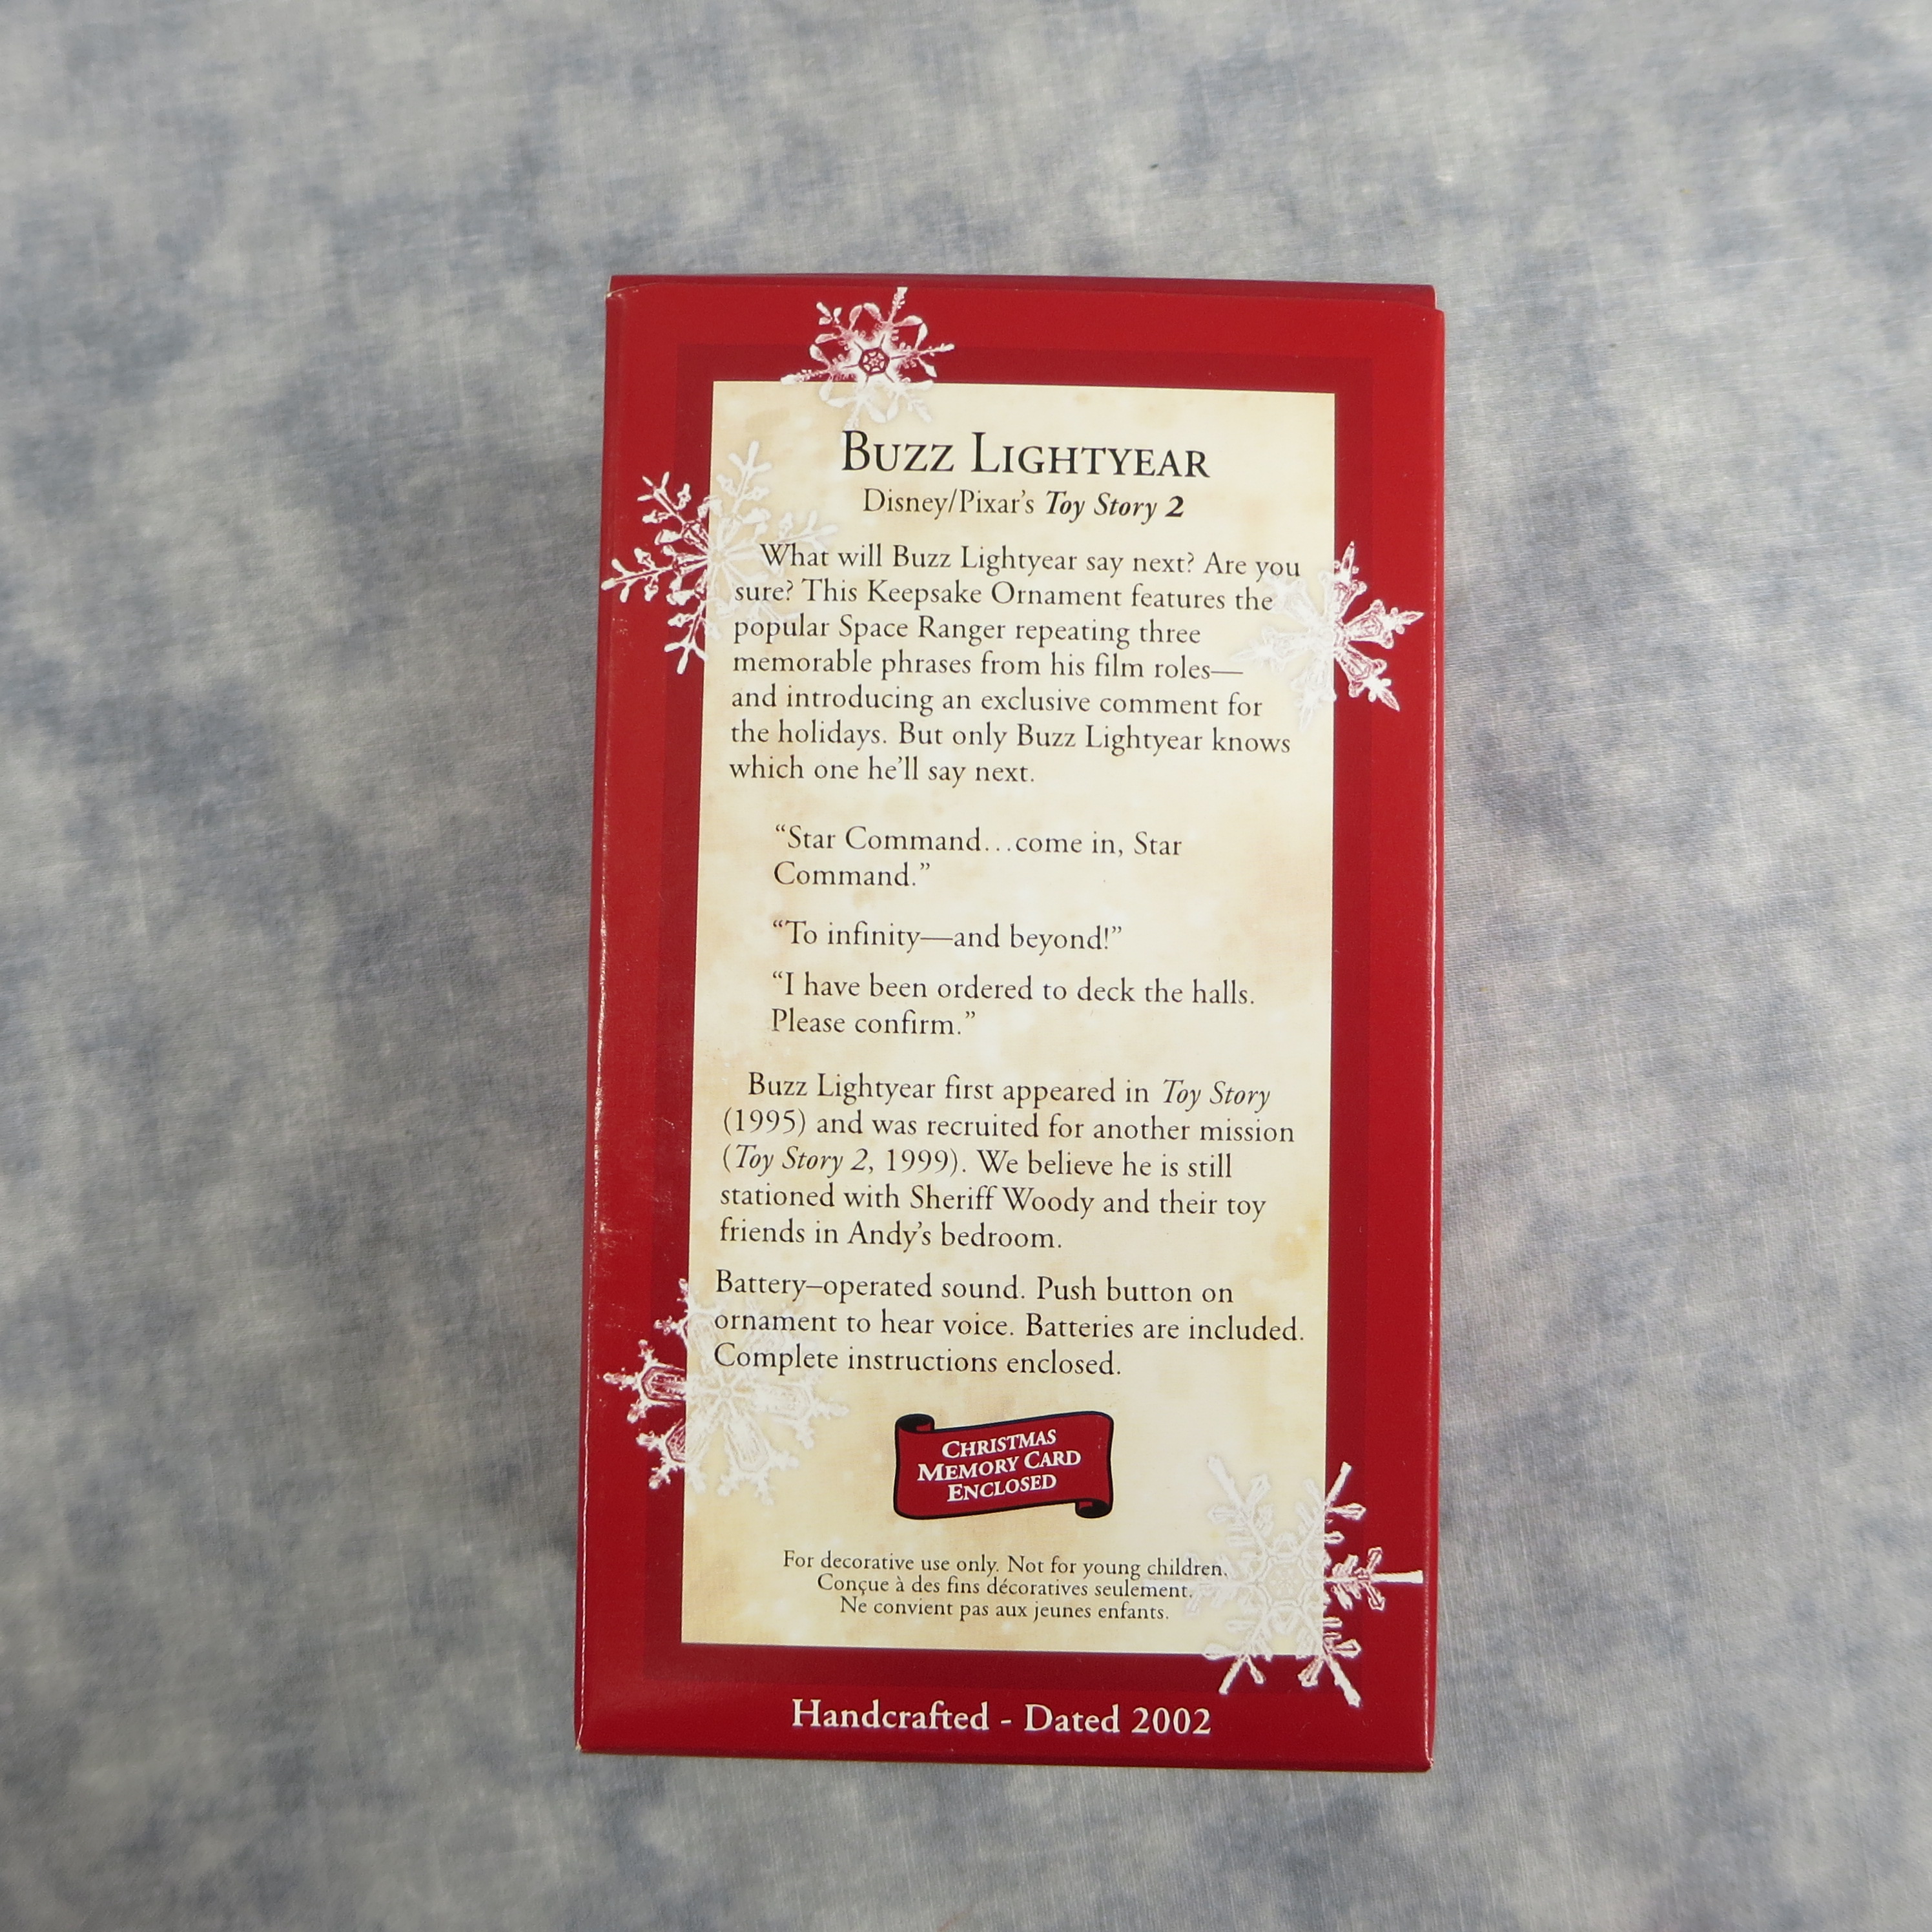 BUZZ LIGHTYEAR
Disney/Pixar's Toy Story 2
What will Buzz Lightyear say next? Are you
sure? This Keepsake Ornament features the
popular Space Ranger repeating three
memorable phrases from his film roles—
and introducing an exclusive comment for
the holidays. But only Buzz Lightyear knows
which one he'll say next.
“Star Command…come in, Star
Command.”
“To infinity—and beyond!”
“I have been ordered to deck the halls.
Please confirm.”
Buzz Lightyear first appeared in Toy Story
(1995) and was recruited for another mission
(Toy Story 2, 1999). We believe he is still
stationed with Sheriff Woody and their toy
friends in Andy's bedroom.
Battery–operated sound. Push button on
ornament to hear voice. Batteries are included.
Complete instructions enclosed.
CHRISTMAS
MEMORY CARD
ENCLOSED
For decorative use only. Not for young children.
Conçue à des fins décoratives seulement.
Ne convient pas aux jeunes enfants.
Handcrafted - Dated 2002